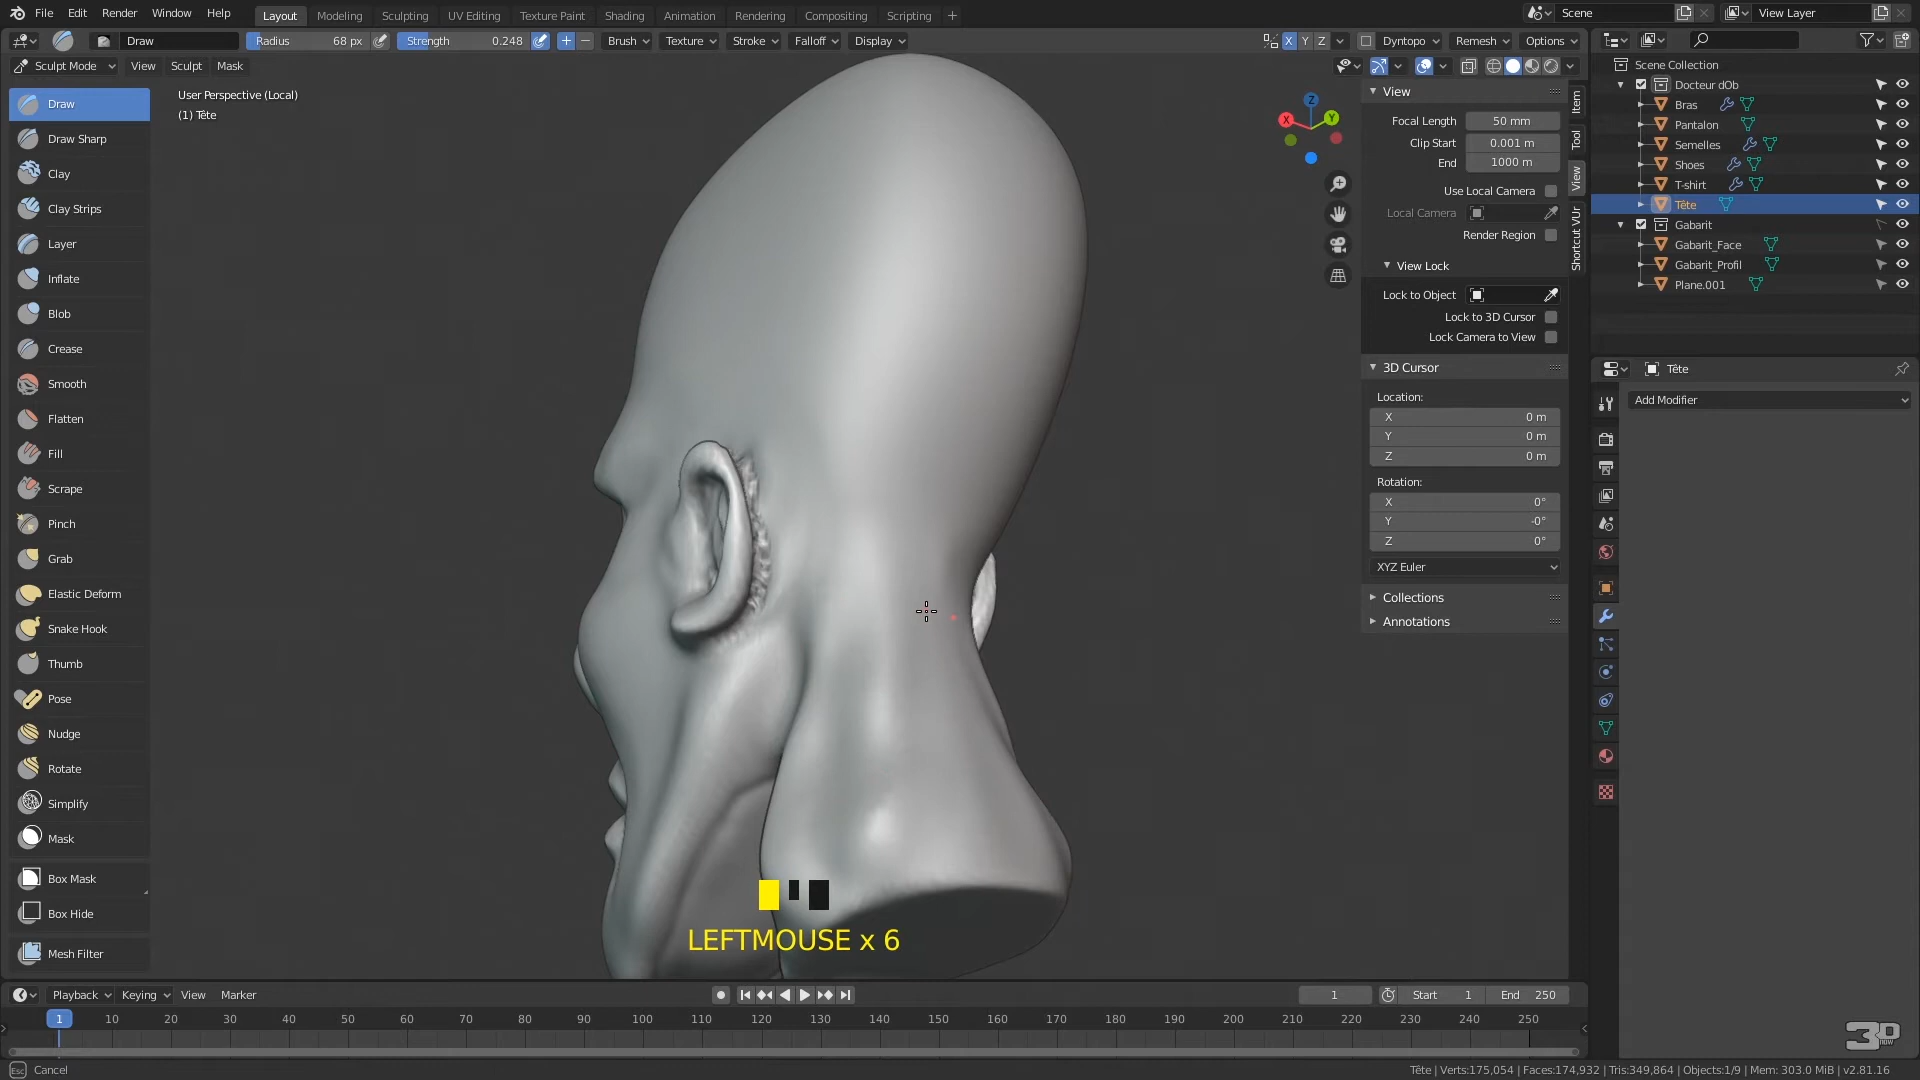 File Edit Render Window Help Layout Modeling Sculpting UV Editing Texture Paint Shading Animation Rendering Compositing Scripting + Scene View Layer
Draw Radius 68 px Strength 0.248 + − Brush Texture Stroke Falloff Display X Y Z Dyntopo Remesh Options
Sculpt Mode View Sculpt Mask
Scene Collection
Docteur dOb
Bras
Pantalon
Semelles
Shoes
T-shirt
Tête
Gabarit
Gabarit_Face
Gabarit_Profil
Plane.001
Tête
Add Modifier
User Perspective (Local)
(1) Tête
Z
X
Y
Draw
Draw Sharp
Clay
Clay Strips
Layer
Inflate
Blob
Crease
Smooth
Flatten
Fill
Scrape
Pinch
Grab
Elastic Deform
Snake Hook
Thumb
Pose
Nudge
Rotate
Simplify
Mask
Box Mask
Box Hide
Mesh Filter
View
Focal Length 50 mm
Clip Start 0.001 m
End 1000 m
Use Local Camera
Local Camera
Render Region
View Lock
Lock to Object
Lock to 3D Cursor
Lock Camera to View
3D Cursor
Location:
X 0 m
Y 0 m
Z 0 m
Rotation:
X 0°
Y -0°
Z 0°
XYZ Euler
Collections
Annotations
Item
Tool
View
Shortcut VUr
LEFTMOUSE x 6
Playback Keying View Marker 1 Start 1 End 250
1 10 20 30 40 50 60 70 80 90 100 110 120 130 140 150 160 170 180 190 200 210 220 230 240 250
3D
now
Esc Cancel
Tête | Verts:175,054 | Faces:174,932 | Tris:349,864 | Objects:1/9 | Mem: 303.0 MiB | v2.81.16